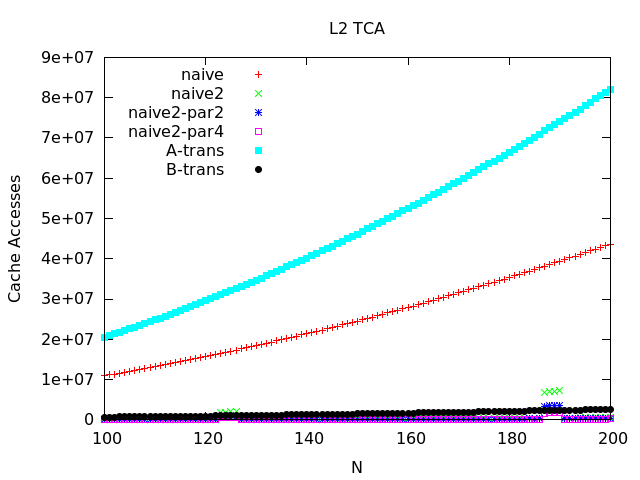 L2 TCA
Cache Accesses
9e+07
8e+07
7e+07
6e+07
5e+07
4e+07
3e+07
2e+07
1e+07
0
naive
naive2
naive2-par2
naive2-par4
A-trans
B-trans
100 120 140 160 180 200
N